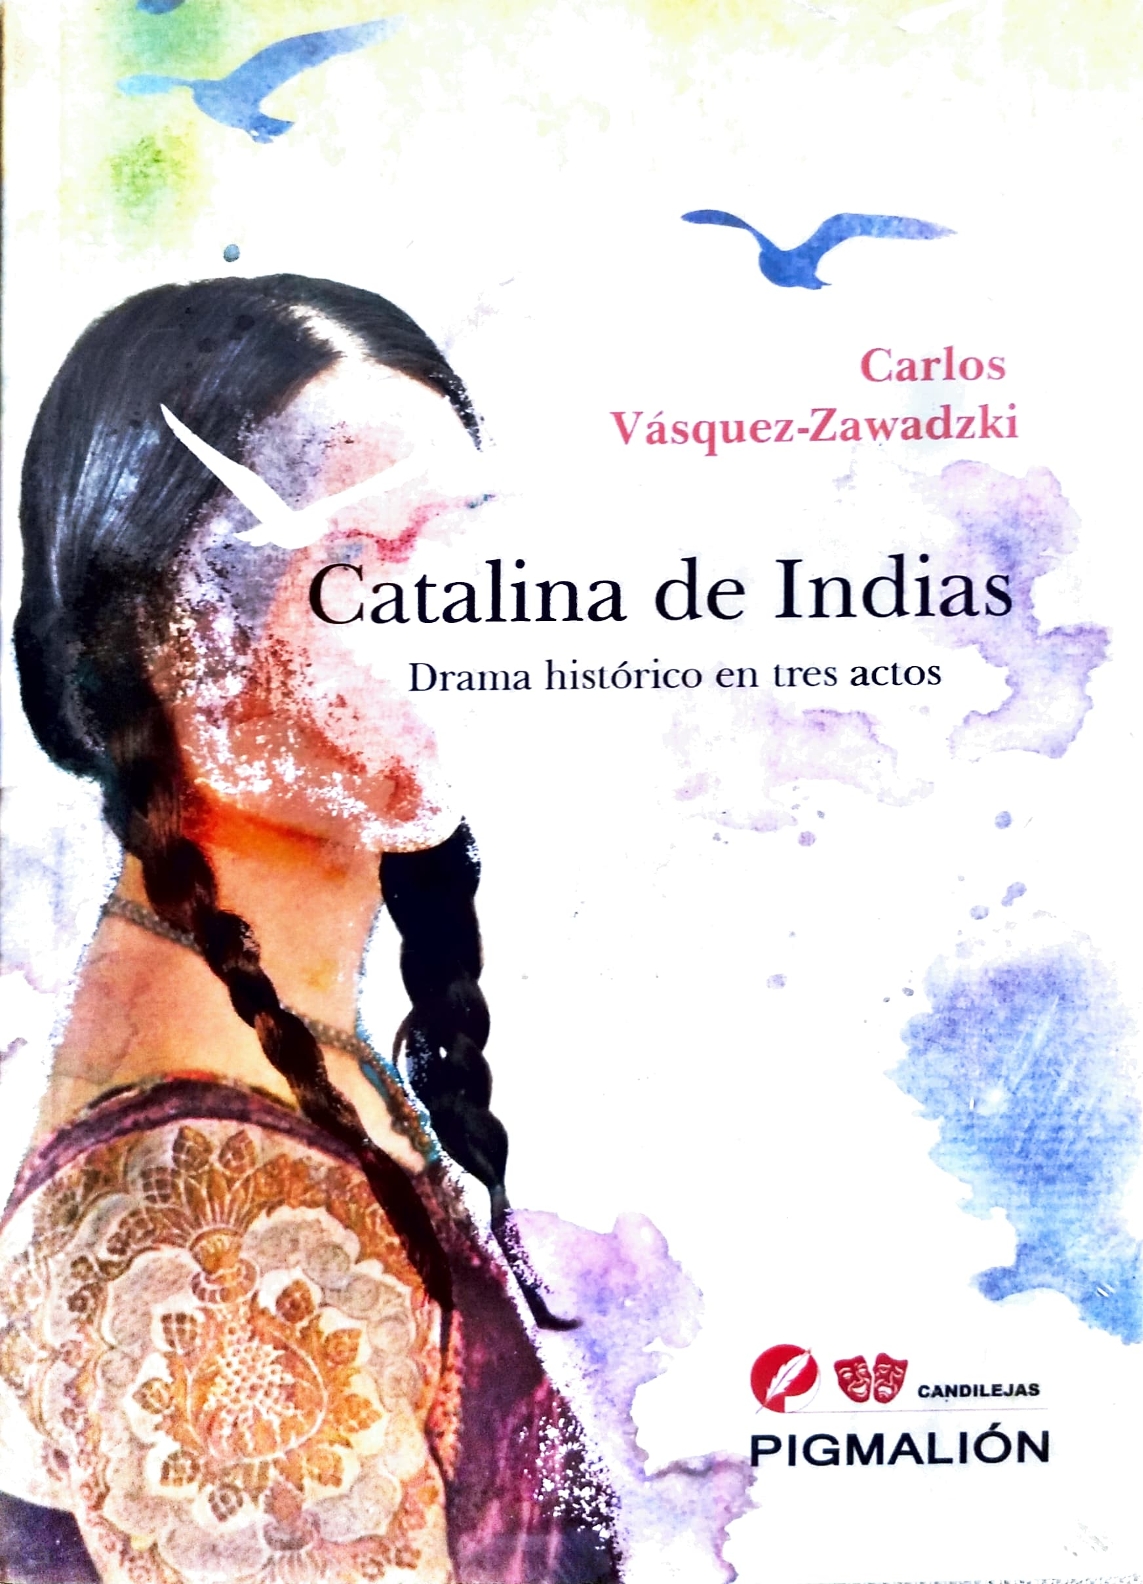 Carlos
Vásquez-Zawadzki
Catalina de Indias
Drama histórico en tres actos
CANDILEJAS
PIGMALIÓN